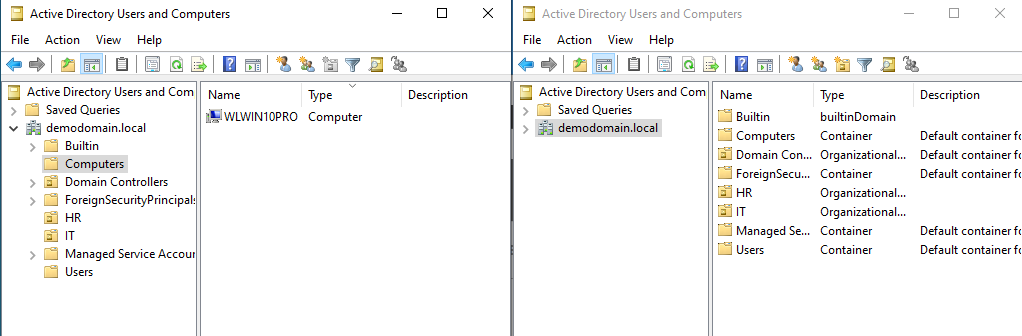 Active Directory Users and Computers
File Action View Help
Active Directory Users and Com
Saved Queries
demodomain.local
Builtin
Computers
Domain Controllers
ForeignSecurityPrincipals
HR
IT
Managed Service Accour
Users
Name Type Description
WLWIN10PRO Computer
Active Directory Users and Computers
File Action View Help
Active Directory Users and Com
Saved Queries
demodomain.local
Name Type Description
Builtin builtinDomain
Computers Container Default container fo
Domain Con... Organizational...
ForeignSecu... Container Default container fo
HR Organizational...
IT Organizational...
Managed Se... Container Default container fo
Users Container Default container fo